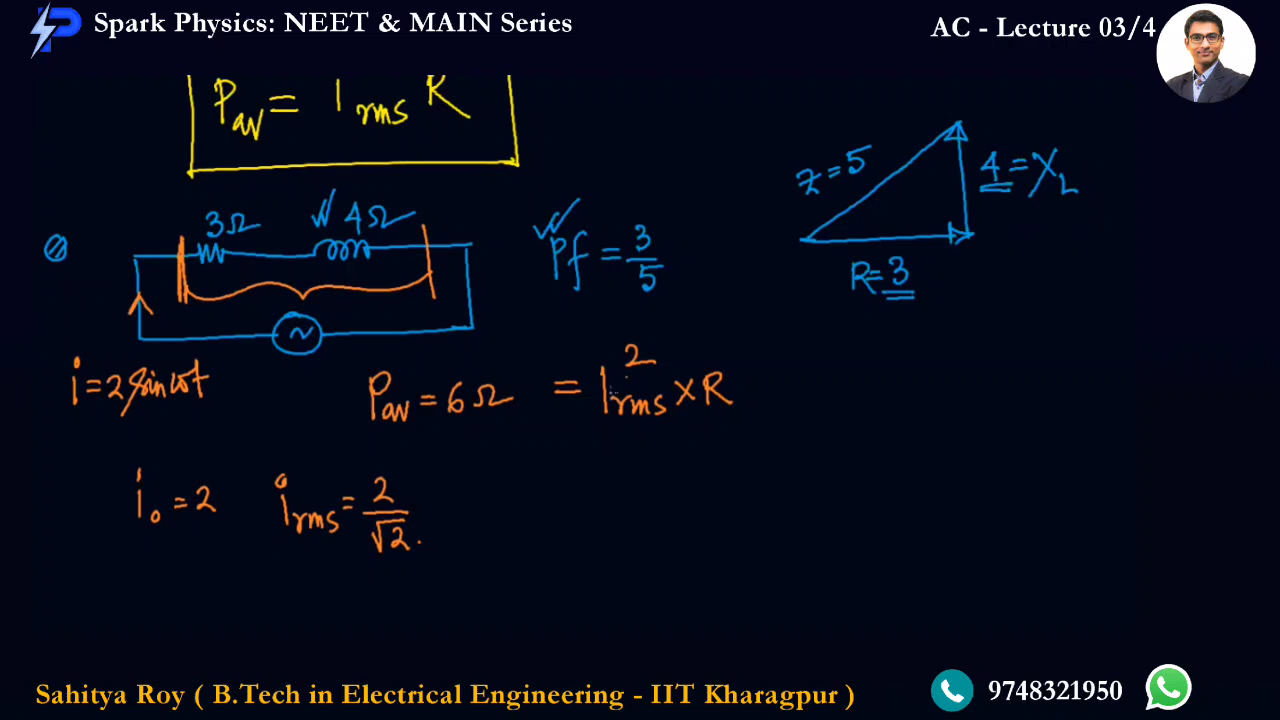 Spark Physics: NEET & MAIN Series
AC - Lecture 03/4
Pav = Irms R
3Ω 4Ω
Pf = 3/5
z=5
4 = XL
R=3
~
i=2 sin ωt
Pav = 6Ω = I²rms × R
i₀ = 2 irms = 2/√2.
Sahitya Roy ( B.Tech in Electrical Engineering - IIT Kharagpur )
9748321950